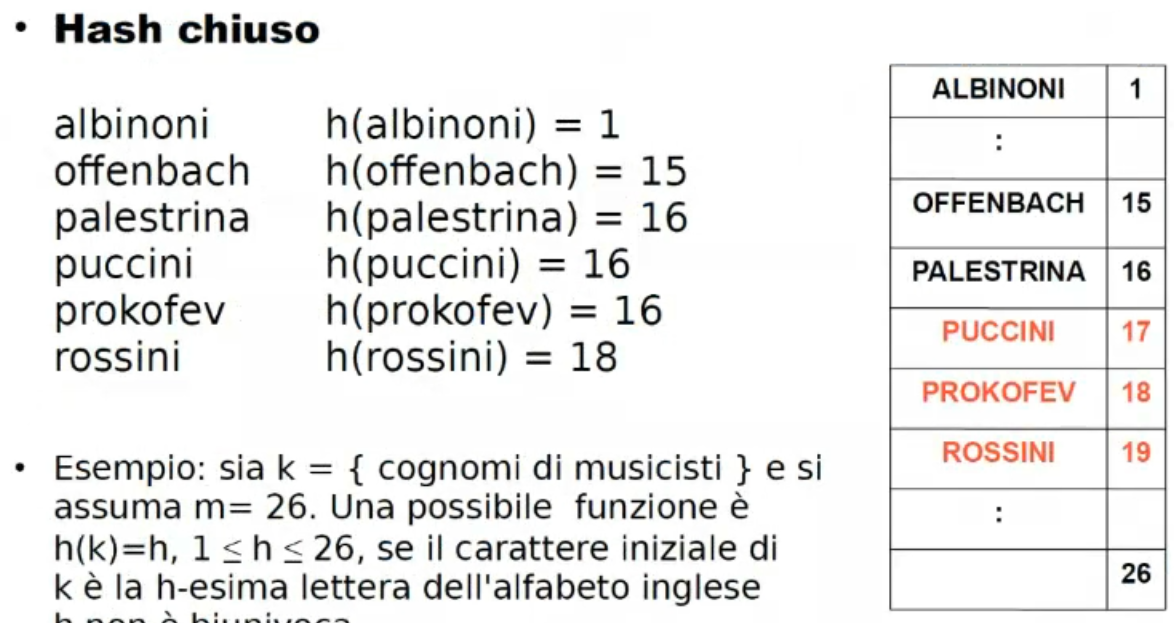 • Hash chiuso
albinoni h(albinoni) = 1
offenbach h(offenbach) = 15
palestrina h(palestrina) = 16
puccini h(puccini) = 16
prokofev h(prokofev) = 16
rossini h(rossini) = 18
• Esempio: sia k = { cognomi di musicisti } e si
assuma m= 26. Una possibile funzione è
h(k)=h, 1 ≤ h ≤ 26, se il carattere iniziale di
k è la h-esima lettera dell'alfabeto inglese
h non è biunivoca
ALBINONI 1
:
OFFENBACH 15
PALESTRINA 16
PUCCINI 17
PROKOFEV 18
ROSSINI 19
:
26